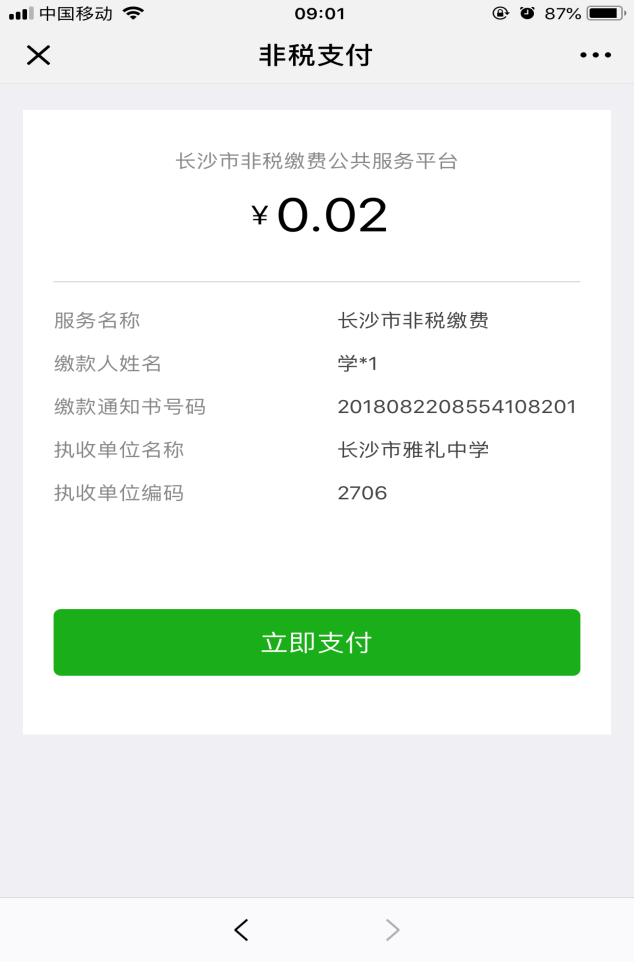 中国移动 09:01 87%
非税支付
长沙市非税缴费公共服务平台
¥0.02
服务名称 长沙市非税缴费
缴款人姓名 学*1
缴款通知书号码 2018082208554108201
执收单位名称 长沙市雅礼中学
执收单位编码 2706
立即支付